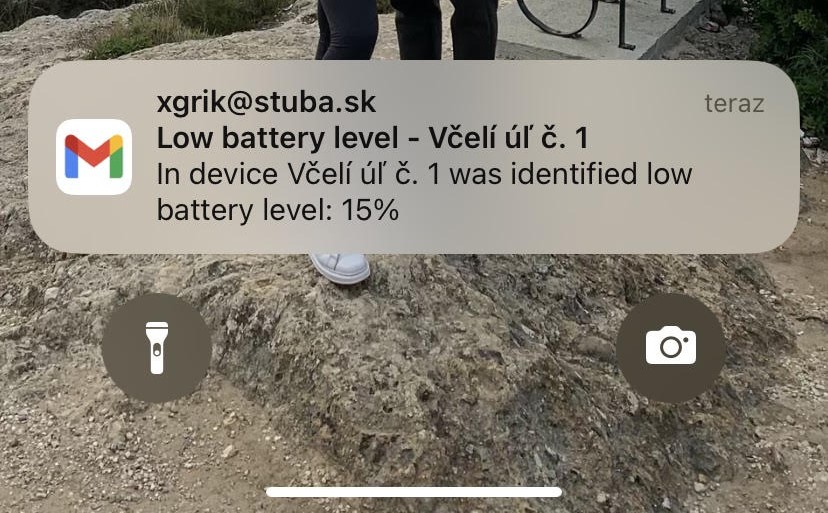 xgrik@stuba.sk
teraz
Low battery level - Včelí úľ č. 1
In device Včelí úľ č. 1 was identified low
battery level: 15%